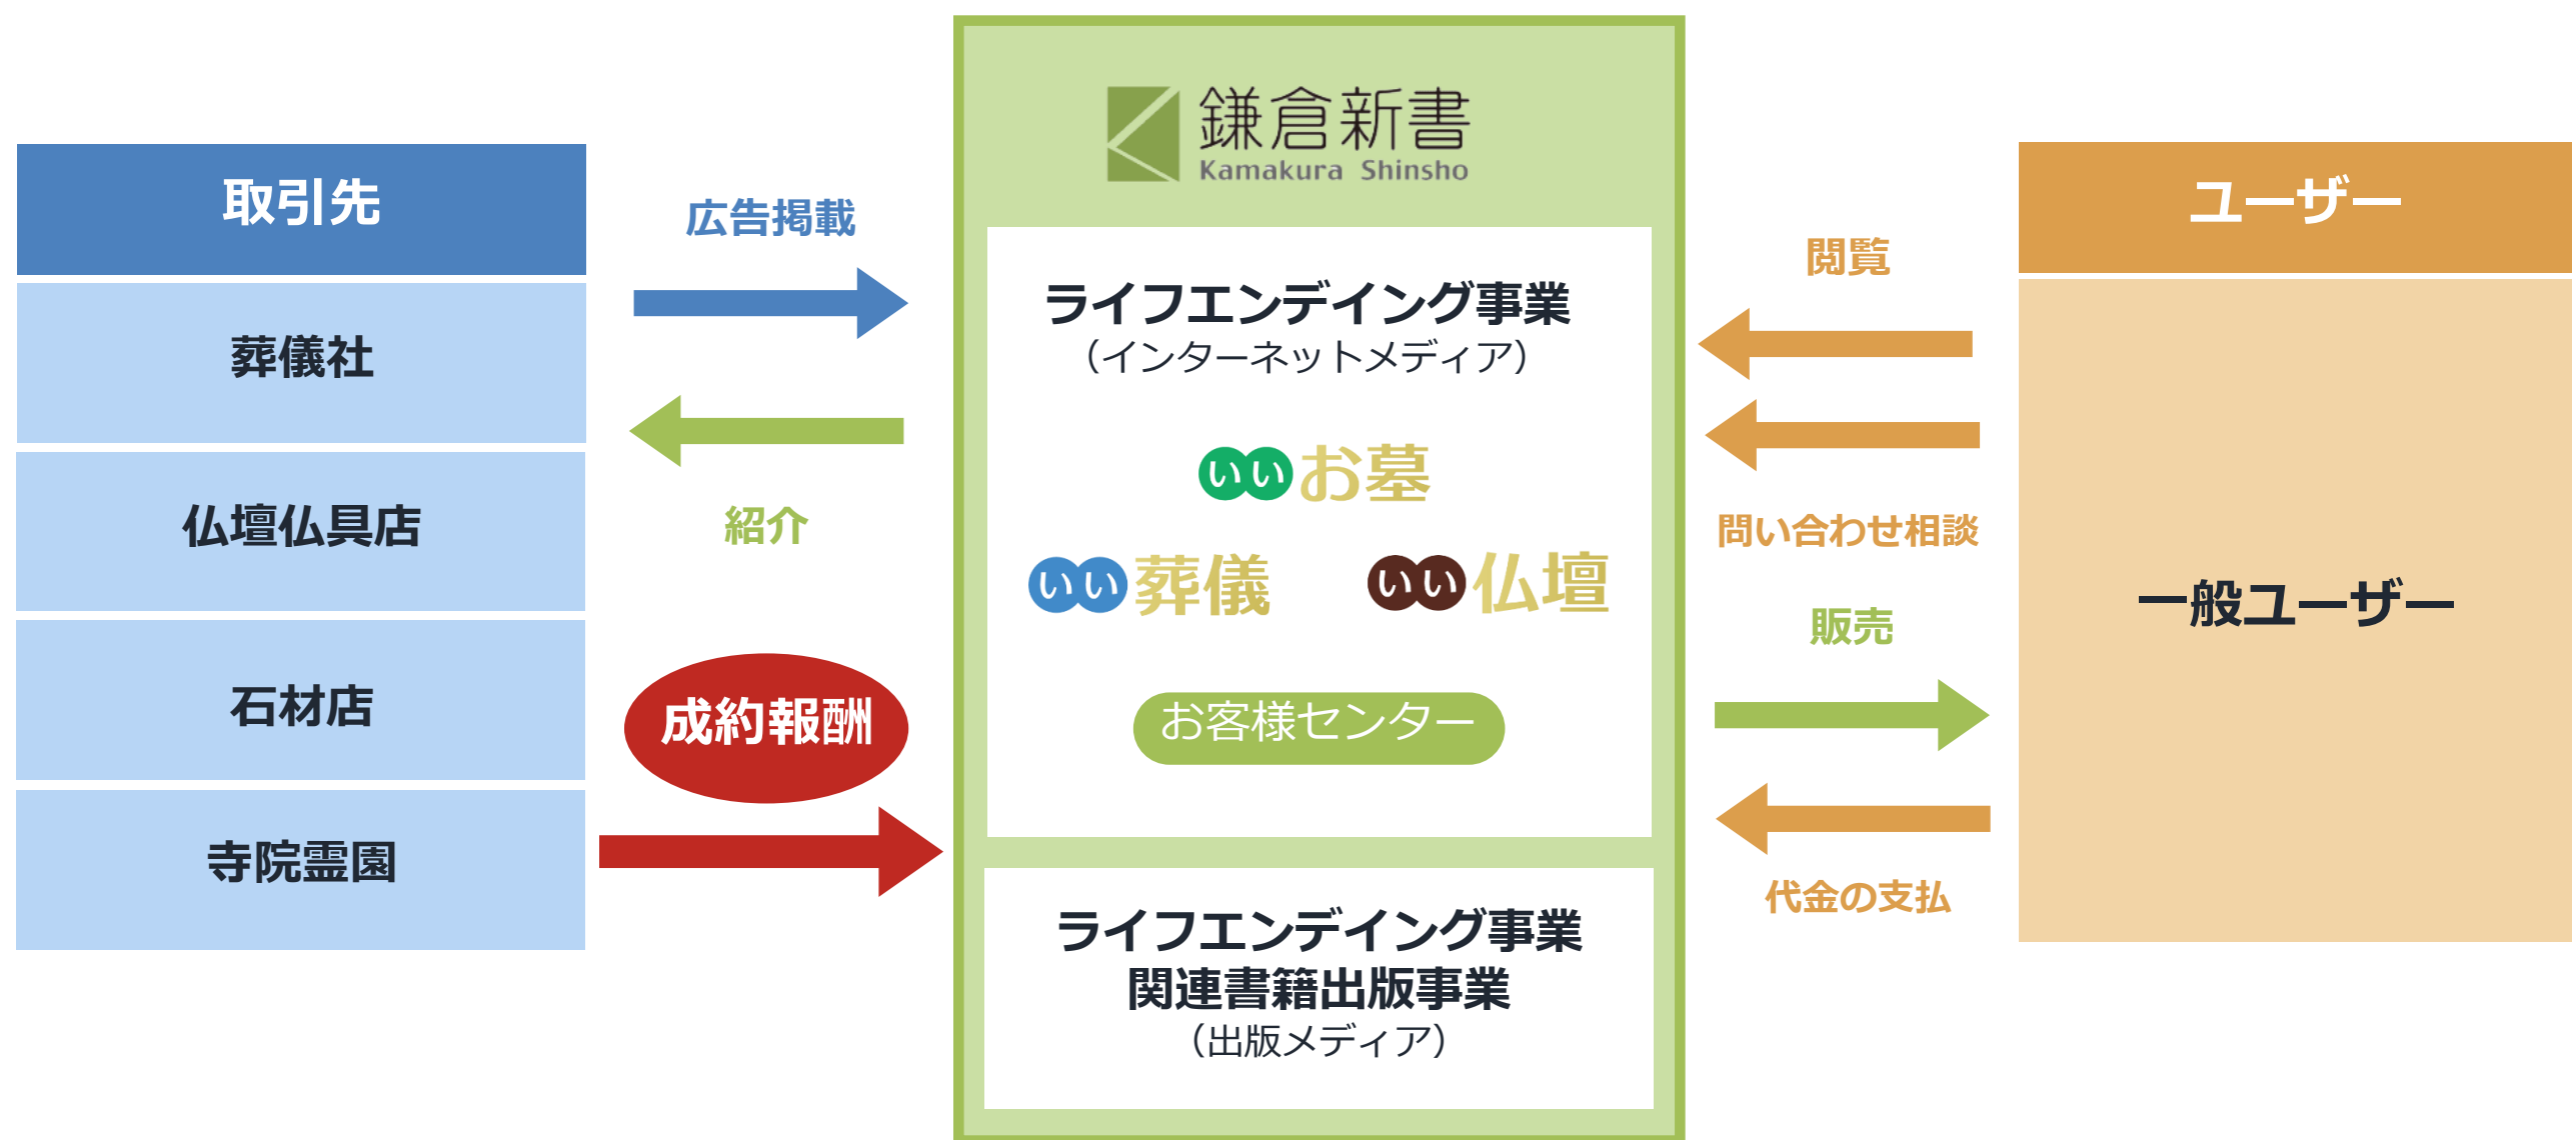 取引先
葬儀社
仏壇仏具店
石材店
寺院霊園
広告掲載
紹介
成約報酬
鎌倉新書
Kamakura Shinsho
ライフエンデイング事業
（インターネットメディア）
いいお墓
いい葬儀
いい仏壇
お客様センター
ライフエンデイング事業
関連書籍出版事業
（出版メディア）
閲覧
問い合わせ相談
販売
代金の支払
ユーザー
一般ユーザー